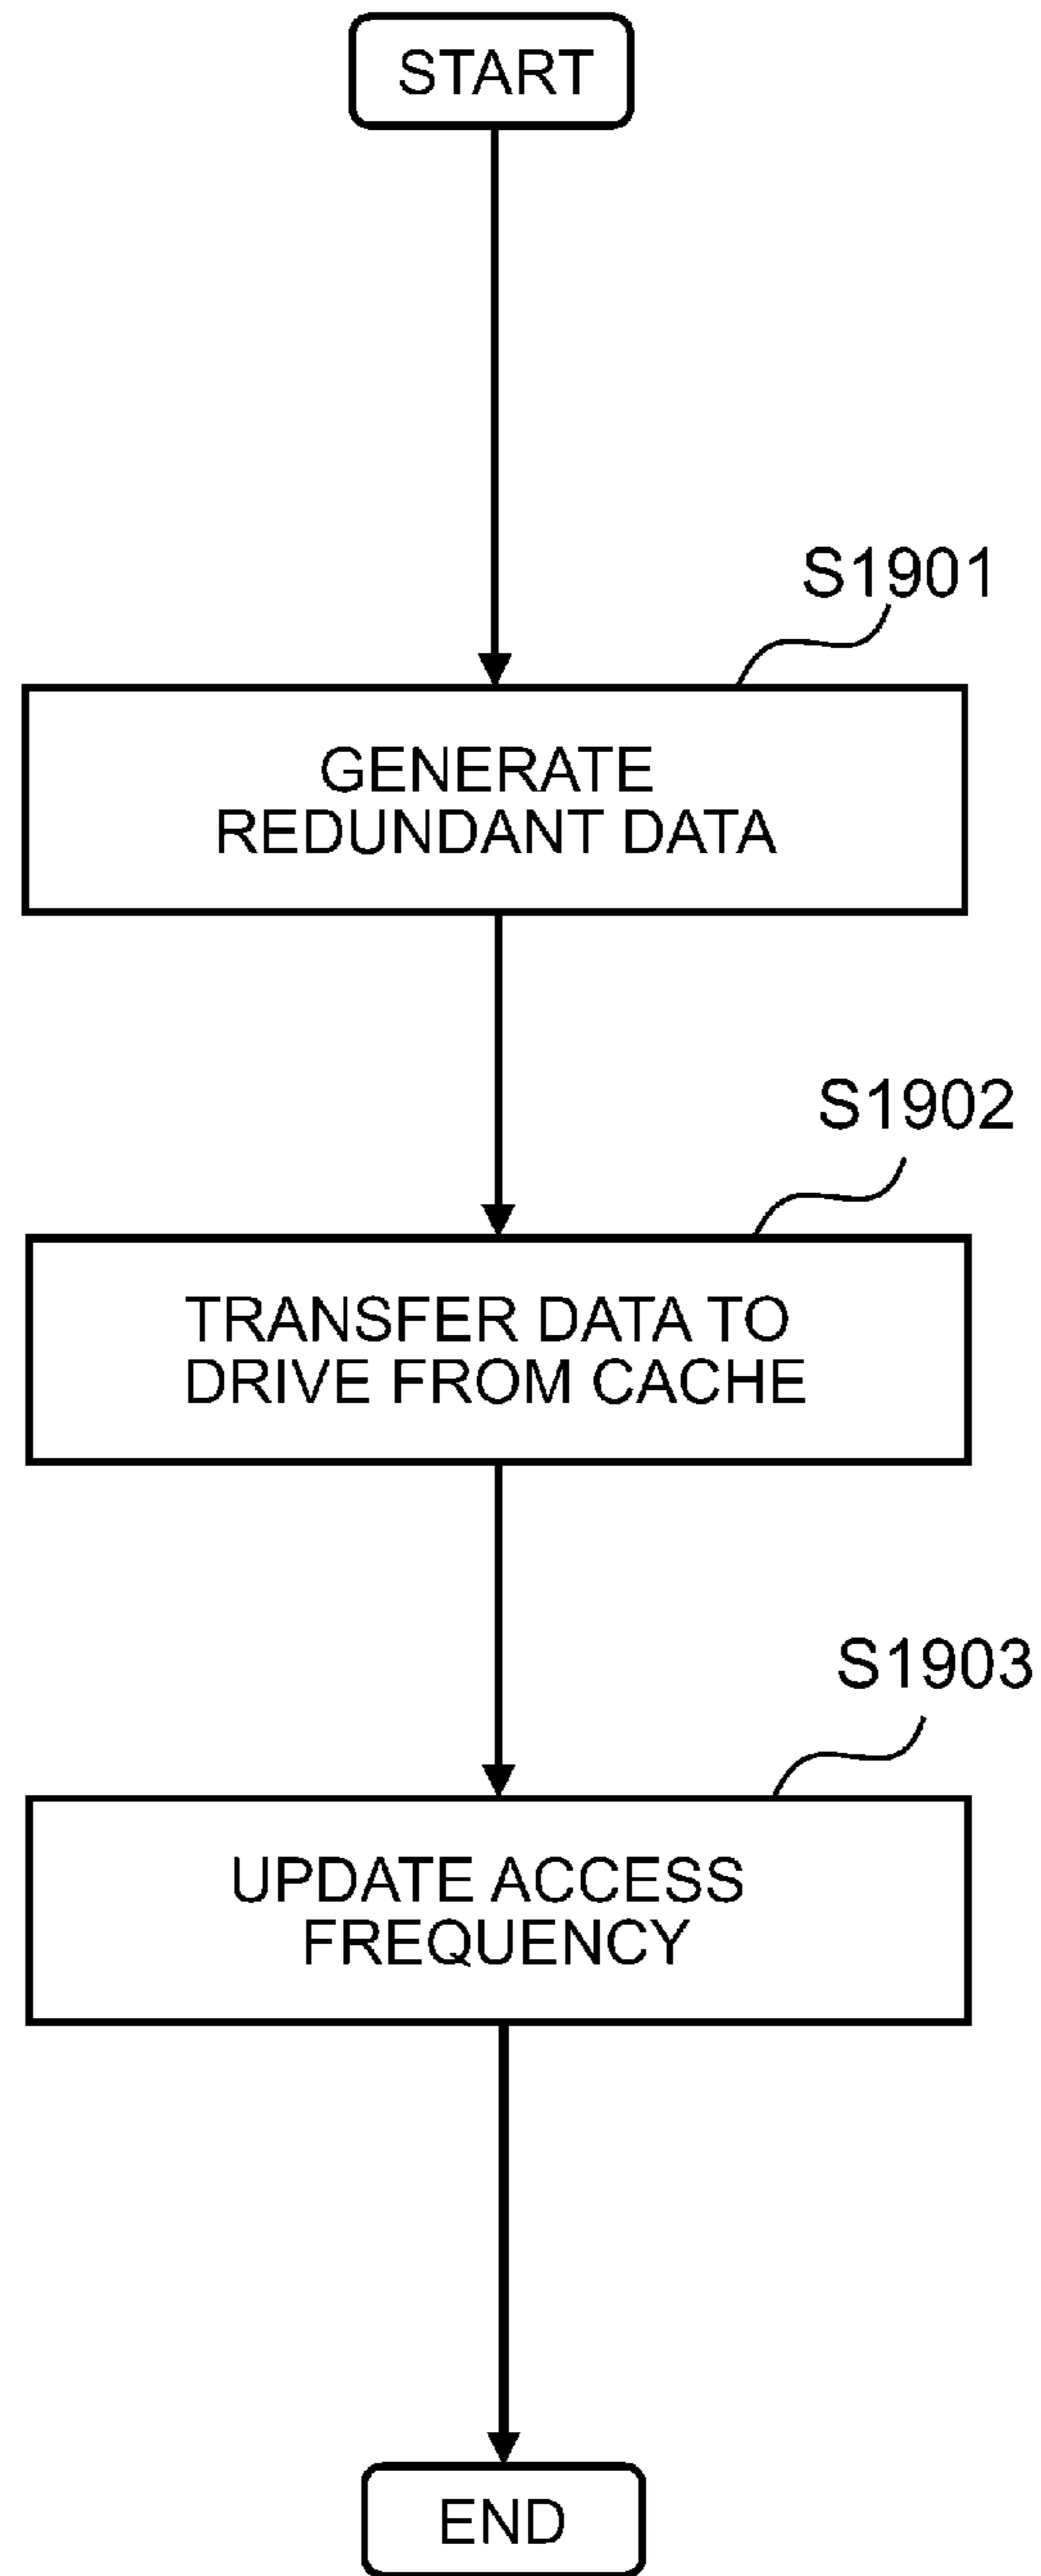 START
S1901
GENERATE
REDUNDANT DATA
S1902
TRANSFER DATA TO
DRIVE FROM CACHE
S1903
UPDATE ACCESS
FREQUENCY
END